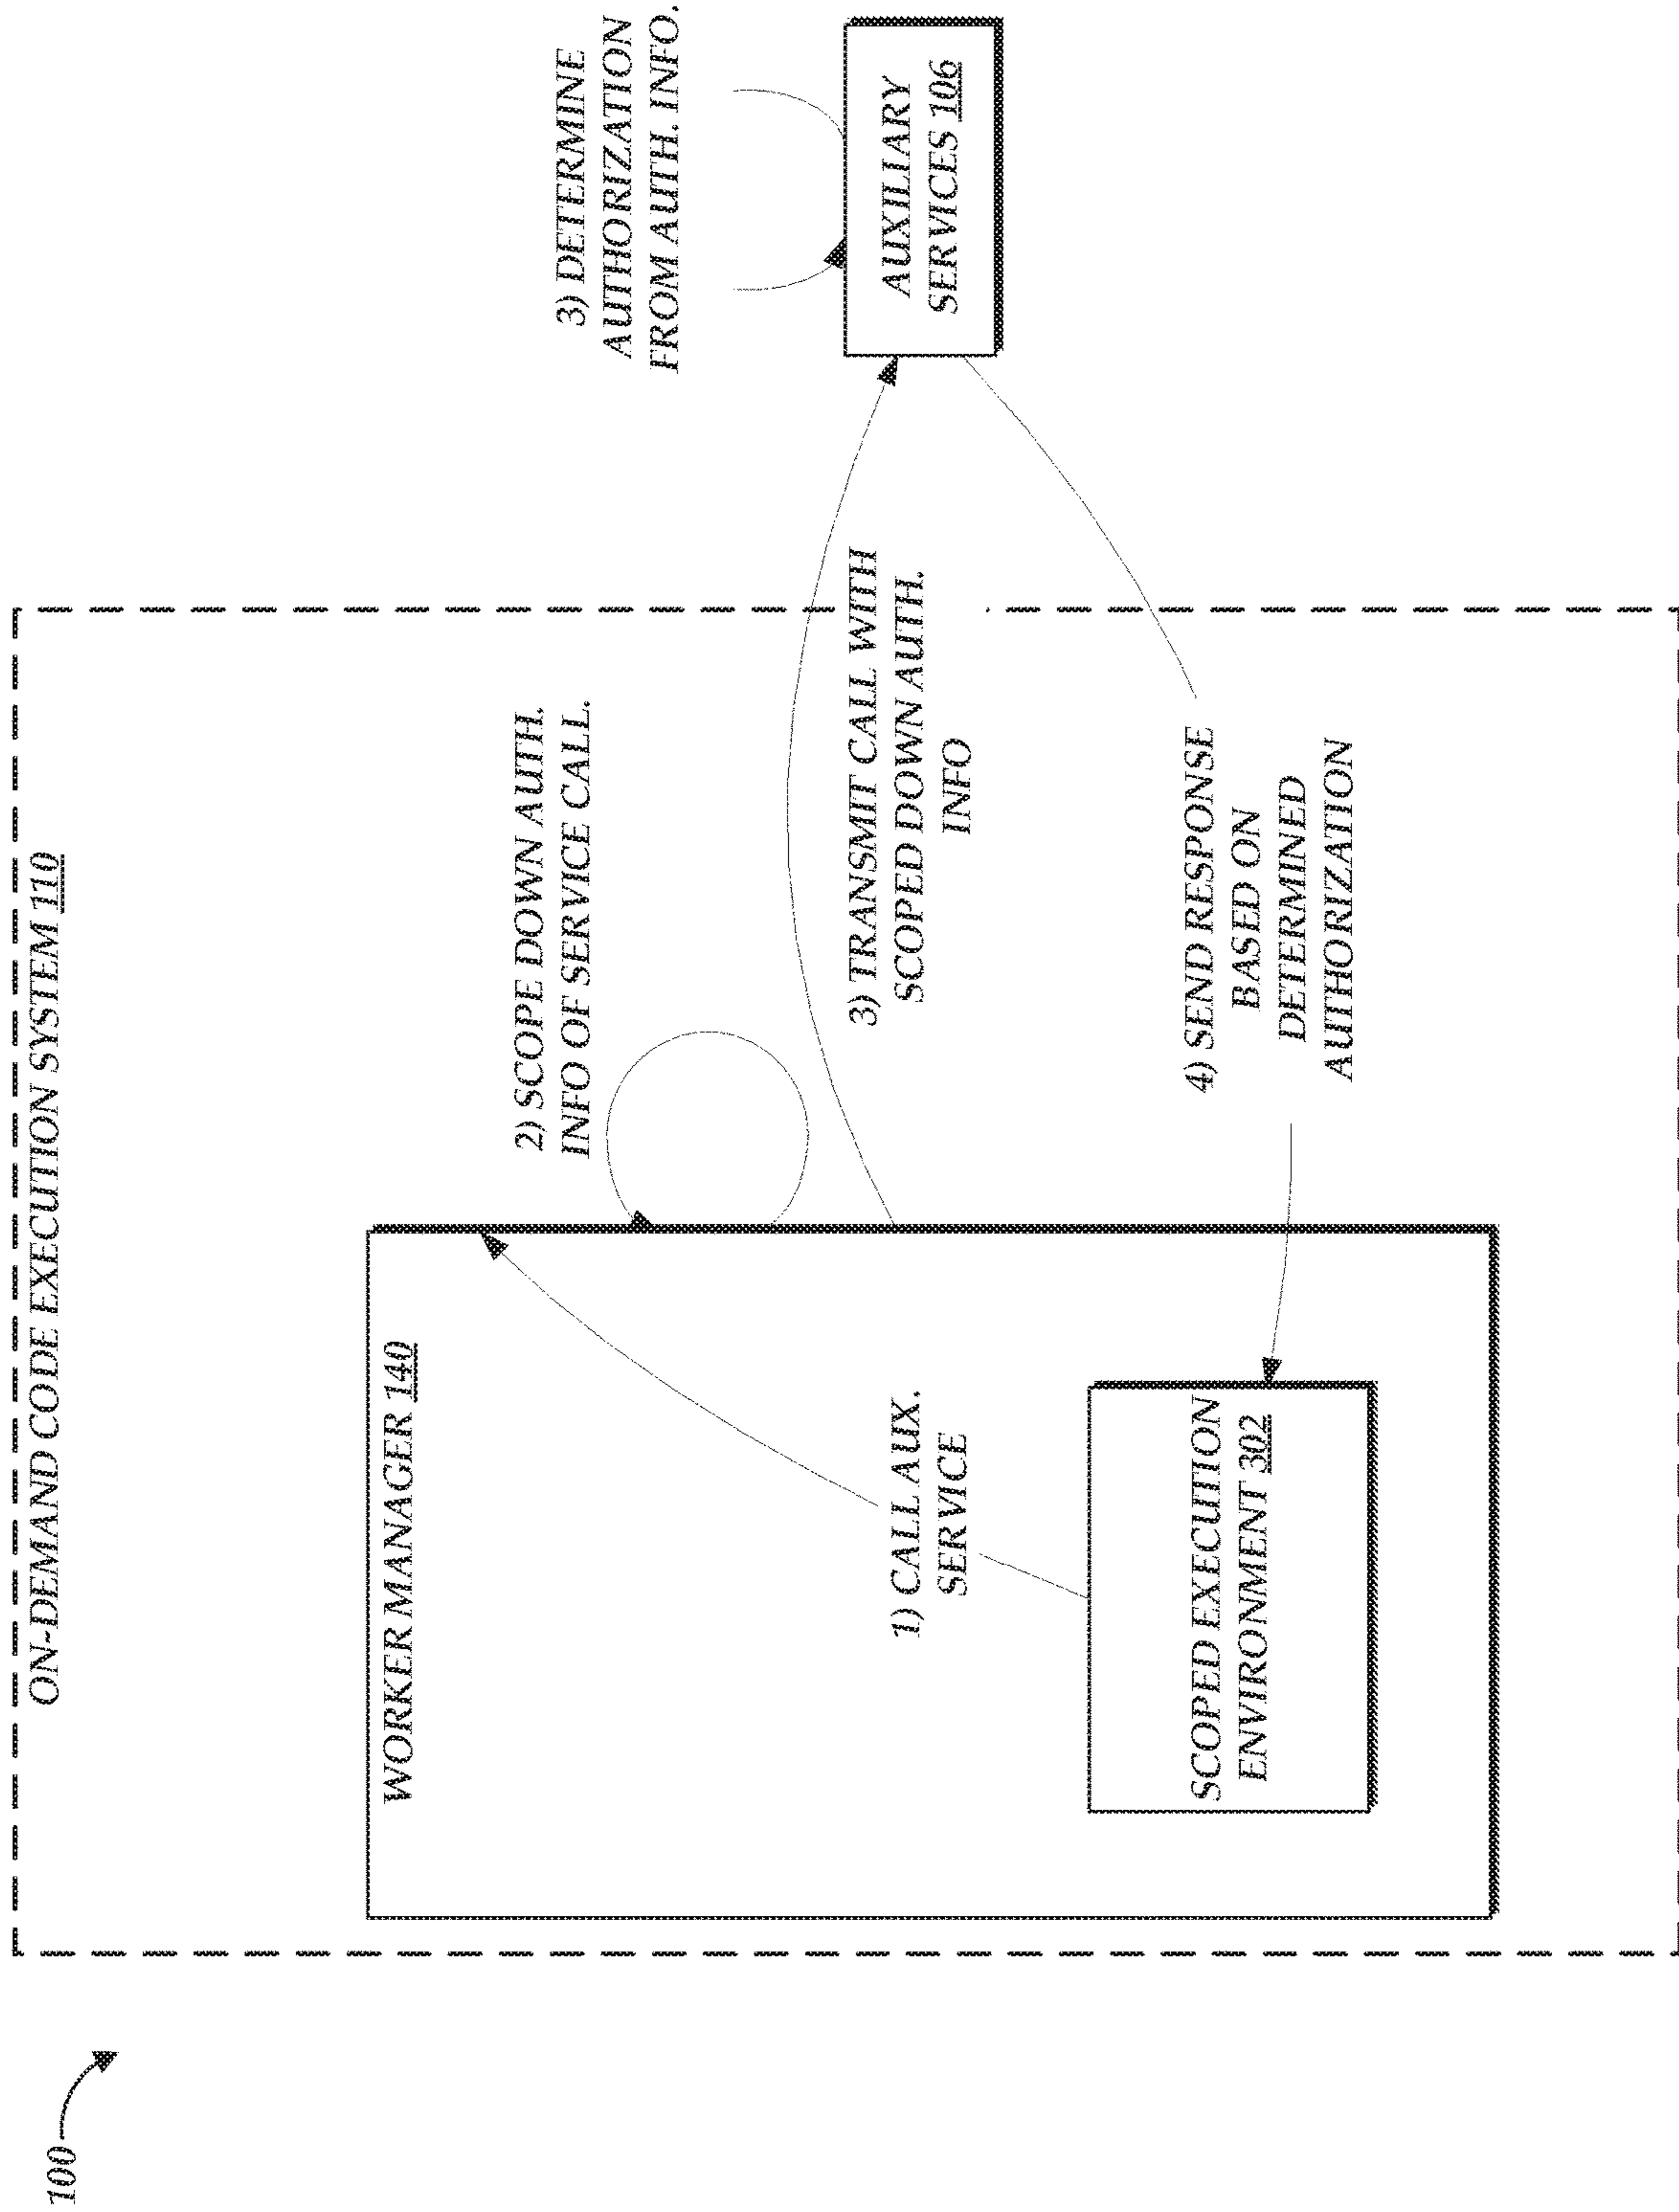 100
ON-DEMAND CODE EXECUTION SYSTEM 110
WORKER MANAGER 140
1) CALL AUX.
SERVICE
SCOPED EXECUTION
ENVIRONMENT 302
2) SCOPE DOWN AUTH.
INFO OF SERVICE CALL.
3) TRANSMIT CALL WITH
SCOPED DOWN AUTH.
INFO
4) SEND RESPONSE
BASED ON
DETERMINED
AUTHORIZATION
3) DETERMINE
AUTHORIZATION
FROM AUTH. INFO.
AUXILIARY
SERVICES 106